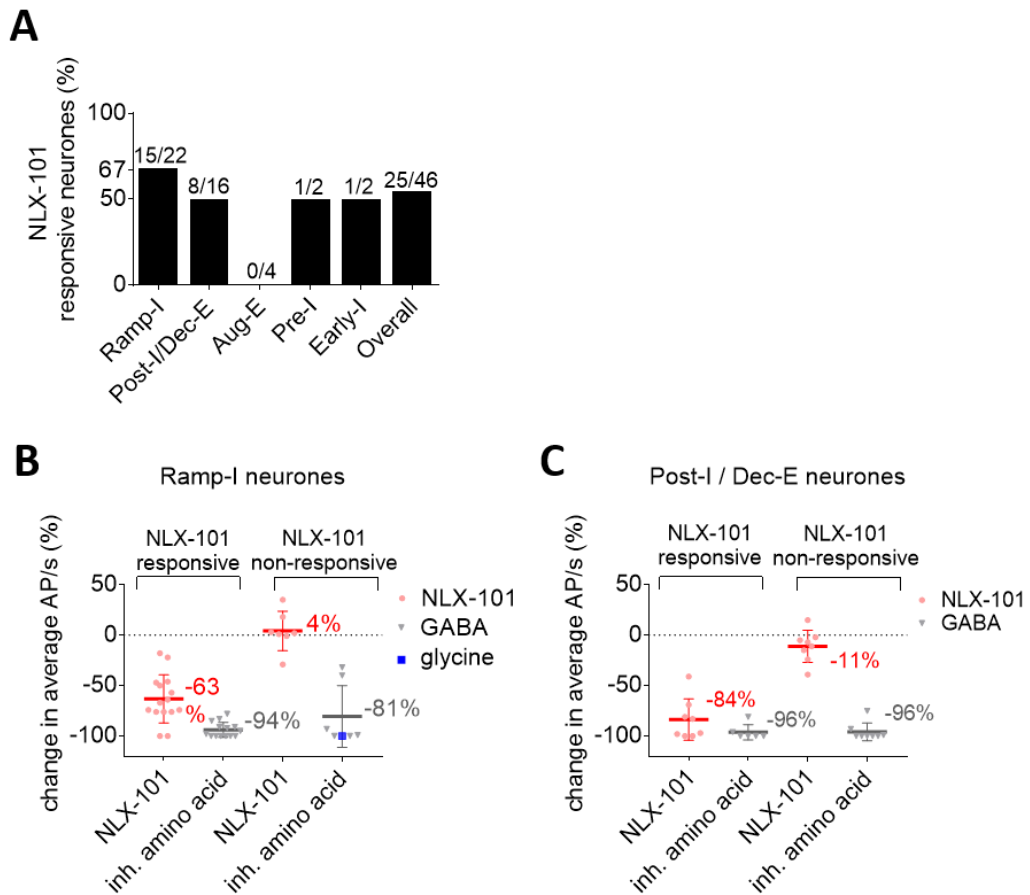 A
NLX-101
responsive neurones (%)
100
67
50
0
15/22
8/16
0/4
1/2
1/2
25/46
Ramp-I
Post-I/Dec-E
Aug-E
Pre-I
Early-I
Overall
B
Ramp-I neurones
change in average AP/s (%)
NLX-101
responsive
NLX-101
non-responsive
50
0
-50
-100
-63
%
-94%
4%
-81%
NLX-101
GABA
glycine
NLX-101
inh. amino acid
NLX-101
inh. amino acid
C
Post-I / Dec-E neurones
change in average AP/s (%)
NLX-101
responsive
NLX-101
non-responsive
50
0
-50
-100
-84%
-96%
-11%
-96%
NLX-101
GABA
NLX-101
inh. amino acid
NLX-101
inh. amino acid